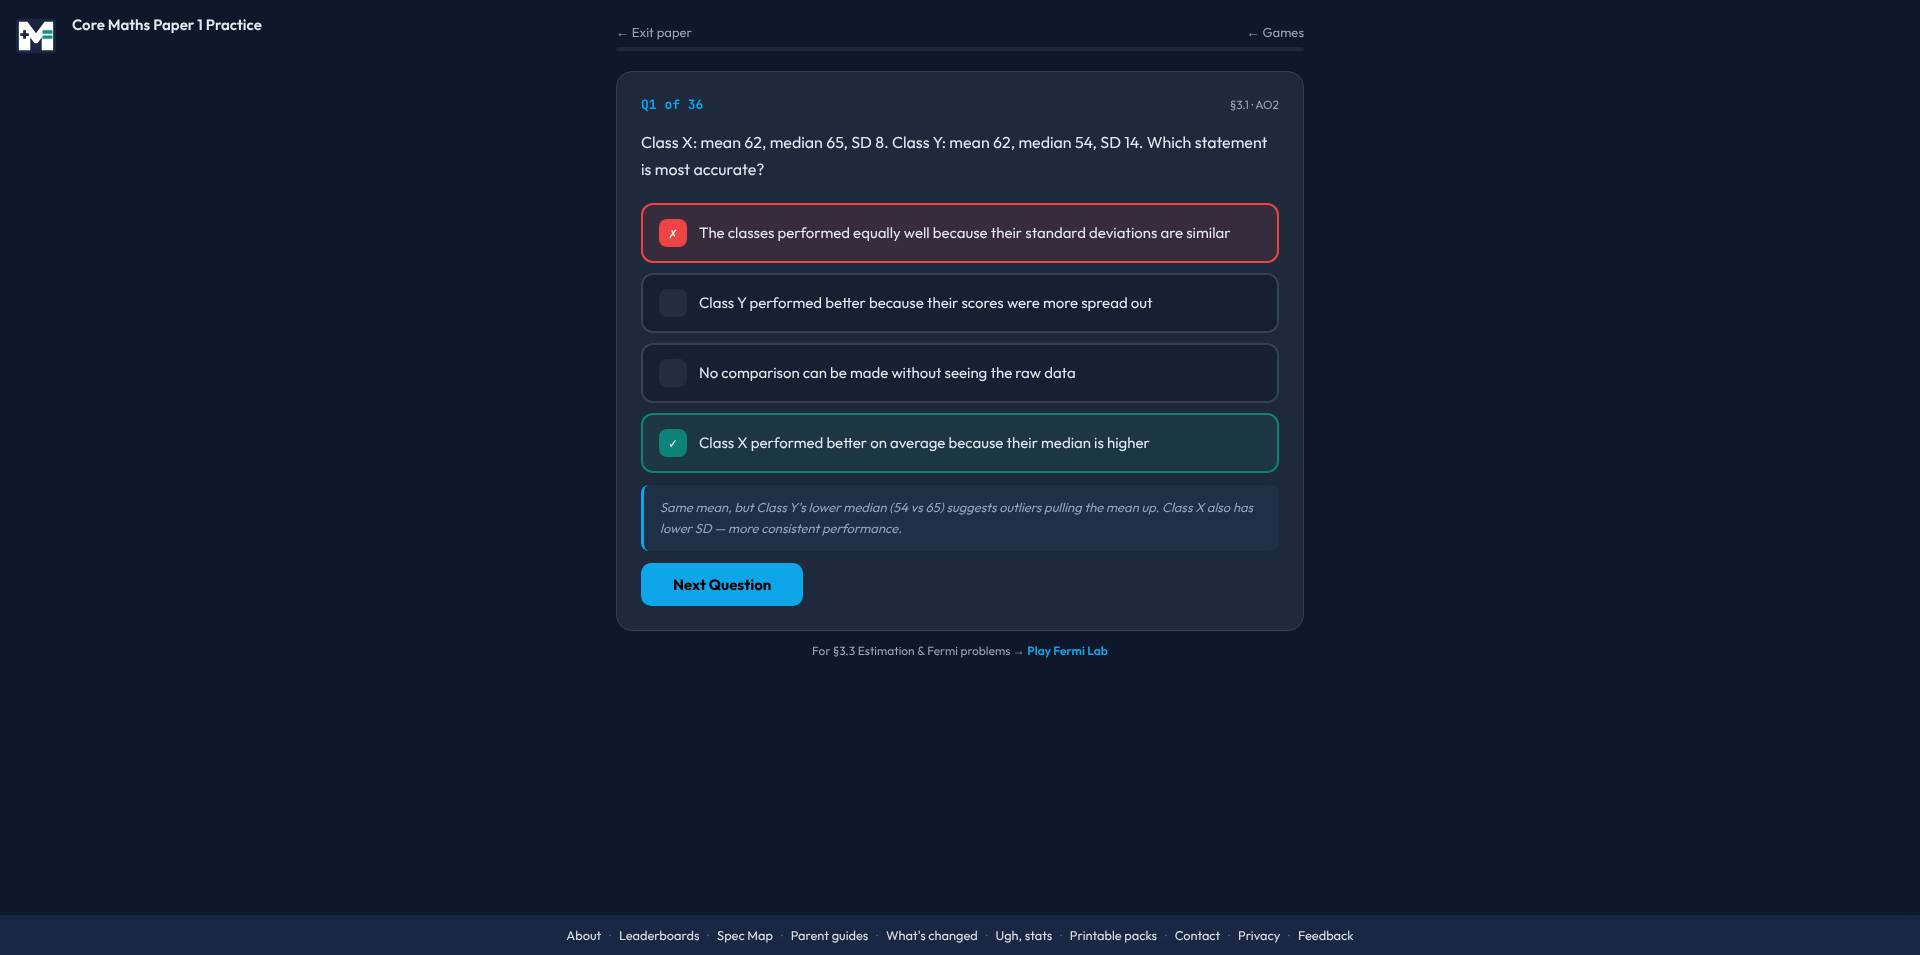 Core Maths Paper 1 Practice
← Exit paper
← Games
Q1 of 36
§3.1 · AO2
Class X: mean 62, median 65, SD 8. Class Y: mean 62, median 54, SD 14. Which statement
is most accurate?
✗ The classes performed equally well because their standard deviations are similar
Class Y performed better because their scores were more spread out
No comparison can be made without seeing the raw data
✓ Class X performed better on average because their median is higher
Same mean, but Class Y's lower median (54 vs 65) suggests outliers pulling the mean up. Class X also has
lower SD — more consistent performance.
Next Question
For §3.3 Estimation & Fermi problems → Play Fermi Lab
About · Leaderboards · Spec Map · Parent guides · What's changed · Ugh, stats · Printable packs · Contact · Privacy · Feedback